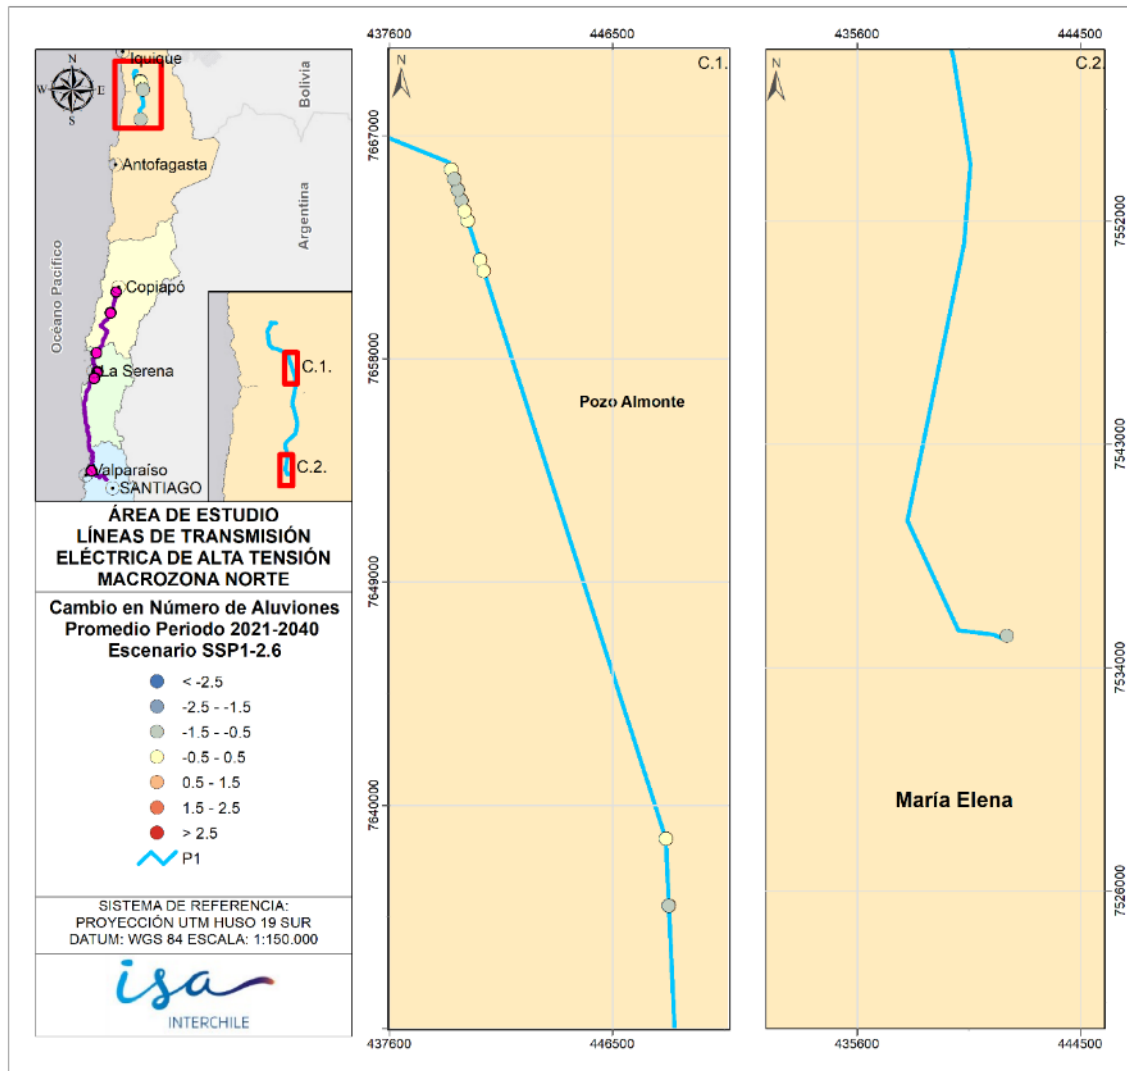 Iquique
N
W
E
S
Bolivia
Antofagasta
Argentina
Océano Pacífico
Copiapó
La Serena
Valparaíso
SANTIAGO
C.1.
C.2.
ÁREA DE ESTUDIO
LÍNEAS DE TRANSMISIÓN
ELÉCTRICA DE ALTA TENSIÓN
MACROZONA NORTE
Cambio en Número de Aluviones
Promedio Periodo 2021-2040
Escenario SSP1-2.6
< -2.5
-2.5 - -1.5
-1.5 - -0.5
-0.5 - 0.5
0.5 - 1.5
1.5 - 2.5
> 2.5
P1
SISTEMA DE REFERENCIA:
PROYECCIÓN UTM HUSO 19 SUR
DATUM: WGS 84 ESCALA: 1:150.000
isa
INTERCHILE
437600 446500
C.1.
N
7667000
7658000
7649000
7640000
Pozo Almonte
437600 446500
435600 444500
C.2.
N
7552000
7543000
7534000
7526000
María Elena
435600 444500